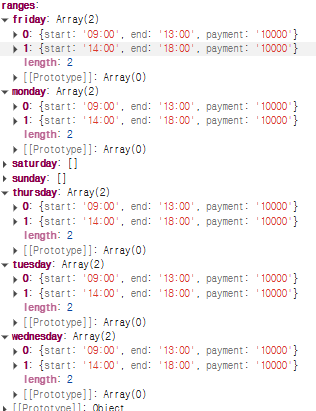 ranges:
▼ friday: Array(2)
▶ 0: {start: '09:00', end: '13:00', payment: '10000'}
▶ 1: {start: '14:00', end: '18:00', payment: '10000'}
length: 2
▶ [[Prototype]]: Array(0)
▼ monday: Array(2)
▶ 0: {start: '09:00', end: '13:00', payment: '10000'}
▶ 1: {start: '14:00', end: '18:00', payment: '10000'}
length: 2
▶ [[Prototype]]: Array(0)
▶ saturday: []
▶ sunday: []
▼ thursday: Array(2)
▶ 0: {start: '09:00', end: '13:00', payment: '10000'}
▶ 1: {start: '14:00', end: '18:00', payment: '10000'}
length: 2
▶ [[Prototype]]: Array(0)
▼ tuesday: Array(2)
▶ 0: {start: '09:00', end: '13:00', payment: '10000'}
▶ 1: {start: '14:00', end: '18:00', payment: '10000'}
length: 2
▶ [[Prototype]]: Array(0)
▼ wednesday: Array(2)
▶ 0: {start: '09:00', end: '13:00', payment: '10000'}
▶ 1: {start: '14:00', end: '18:00', payment: '10000'}
length: 2
▶ [[Prototype]]: Array(0)
▶ [[Prototype]]: Object